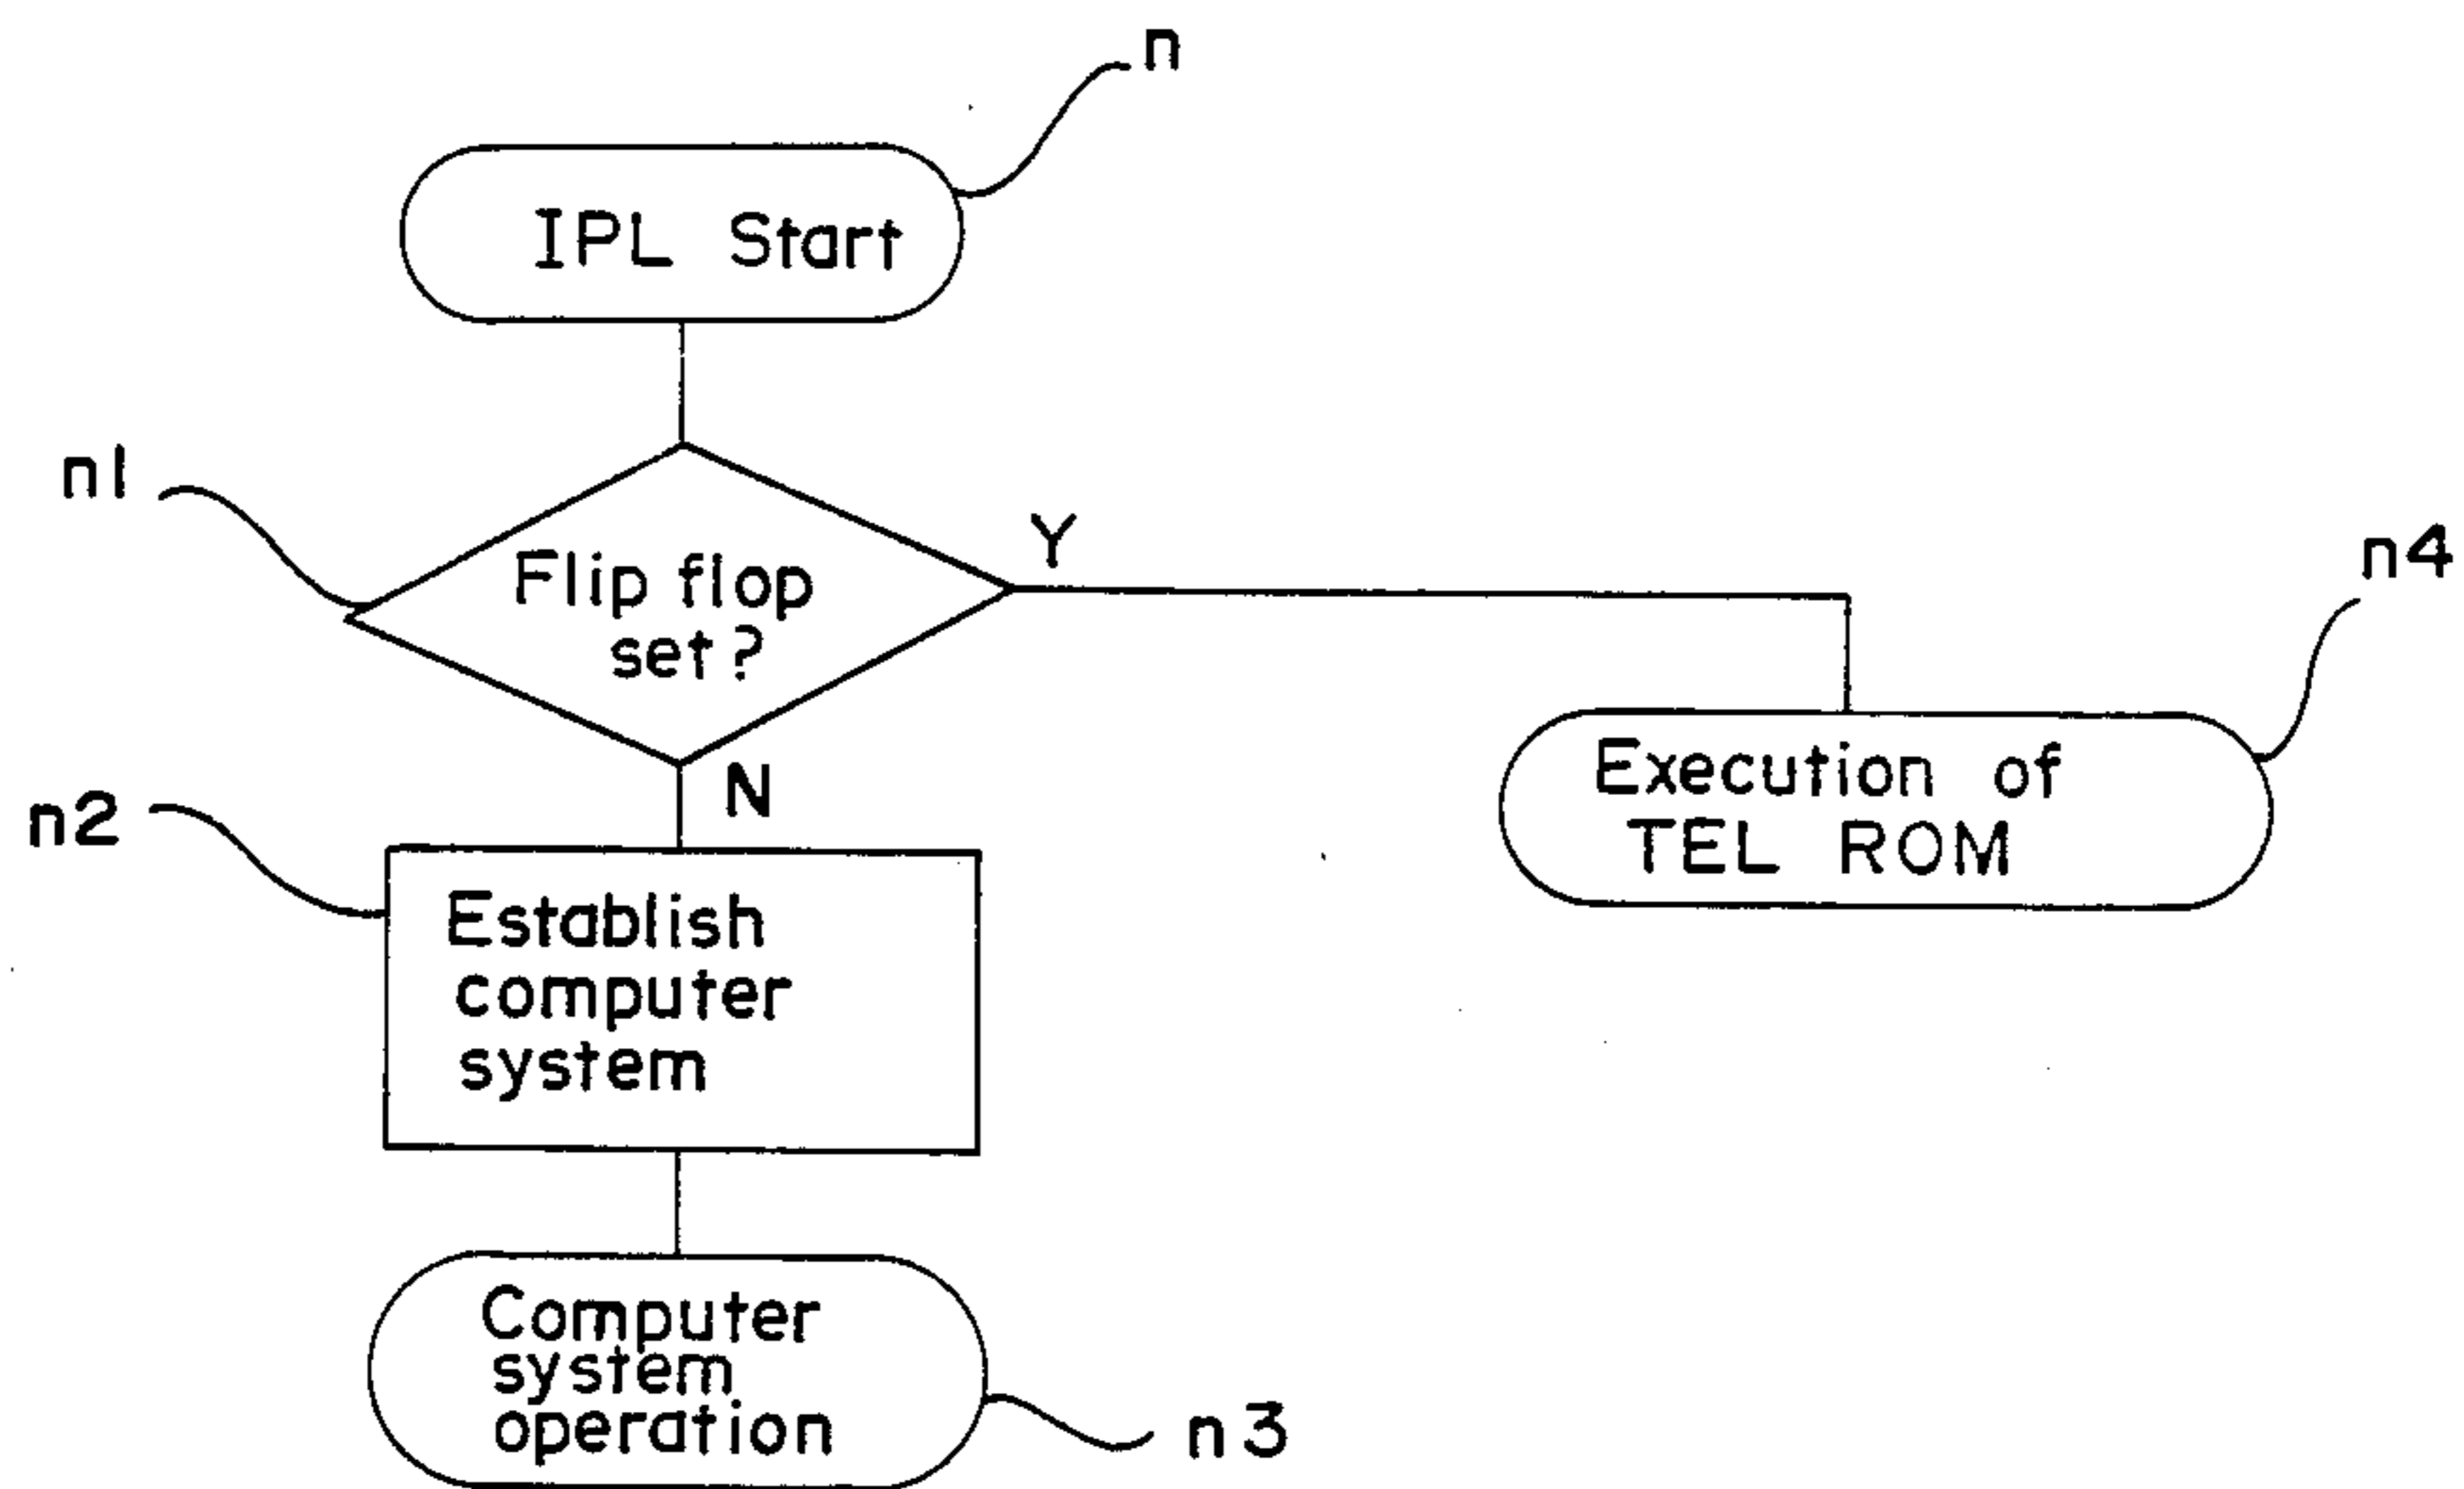 n
IPL Start
n1
Flip flop
set?
Y
n4
N
Execution of
TEL ROM
n2
Establish
computer
system
Computer
system
operation
n3